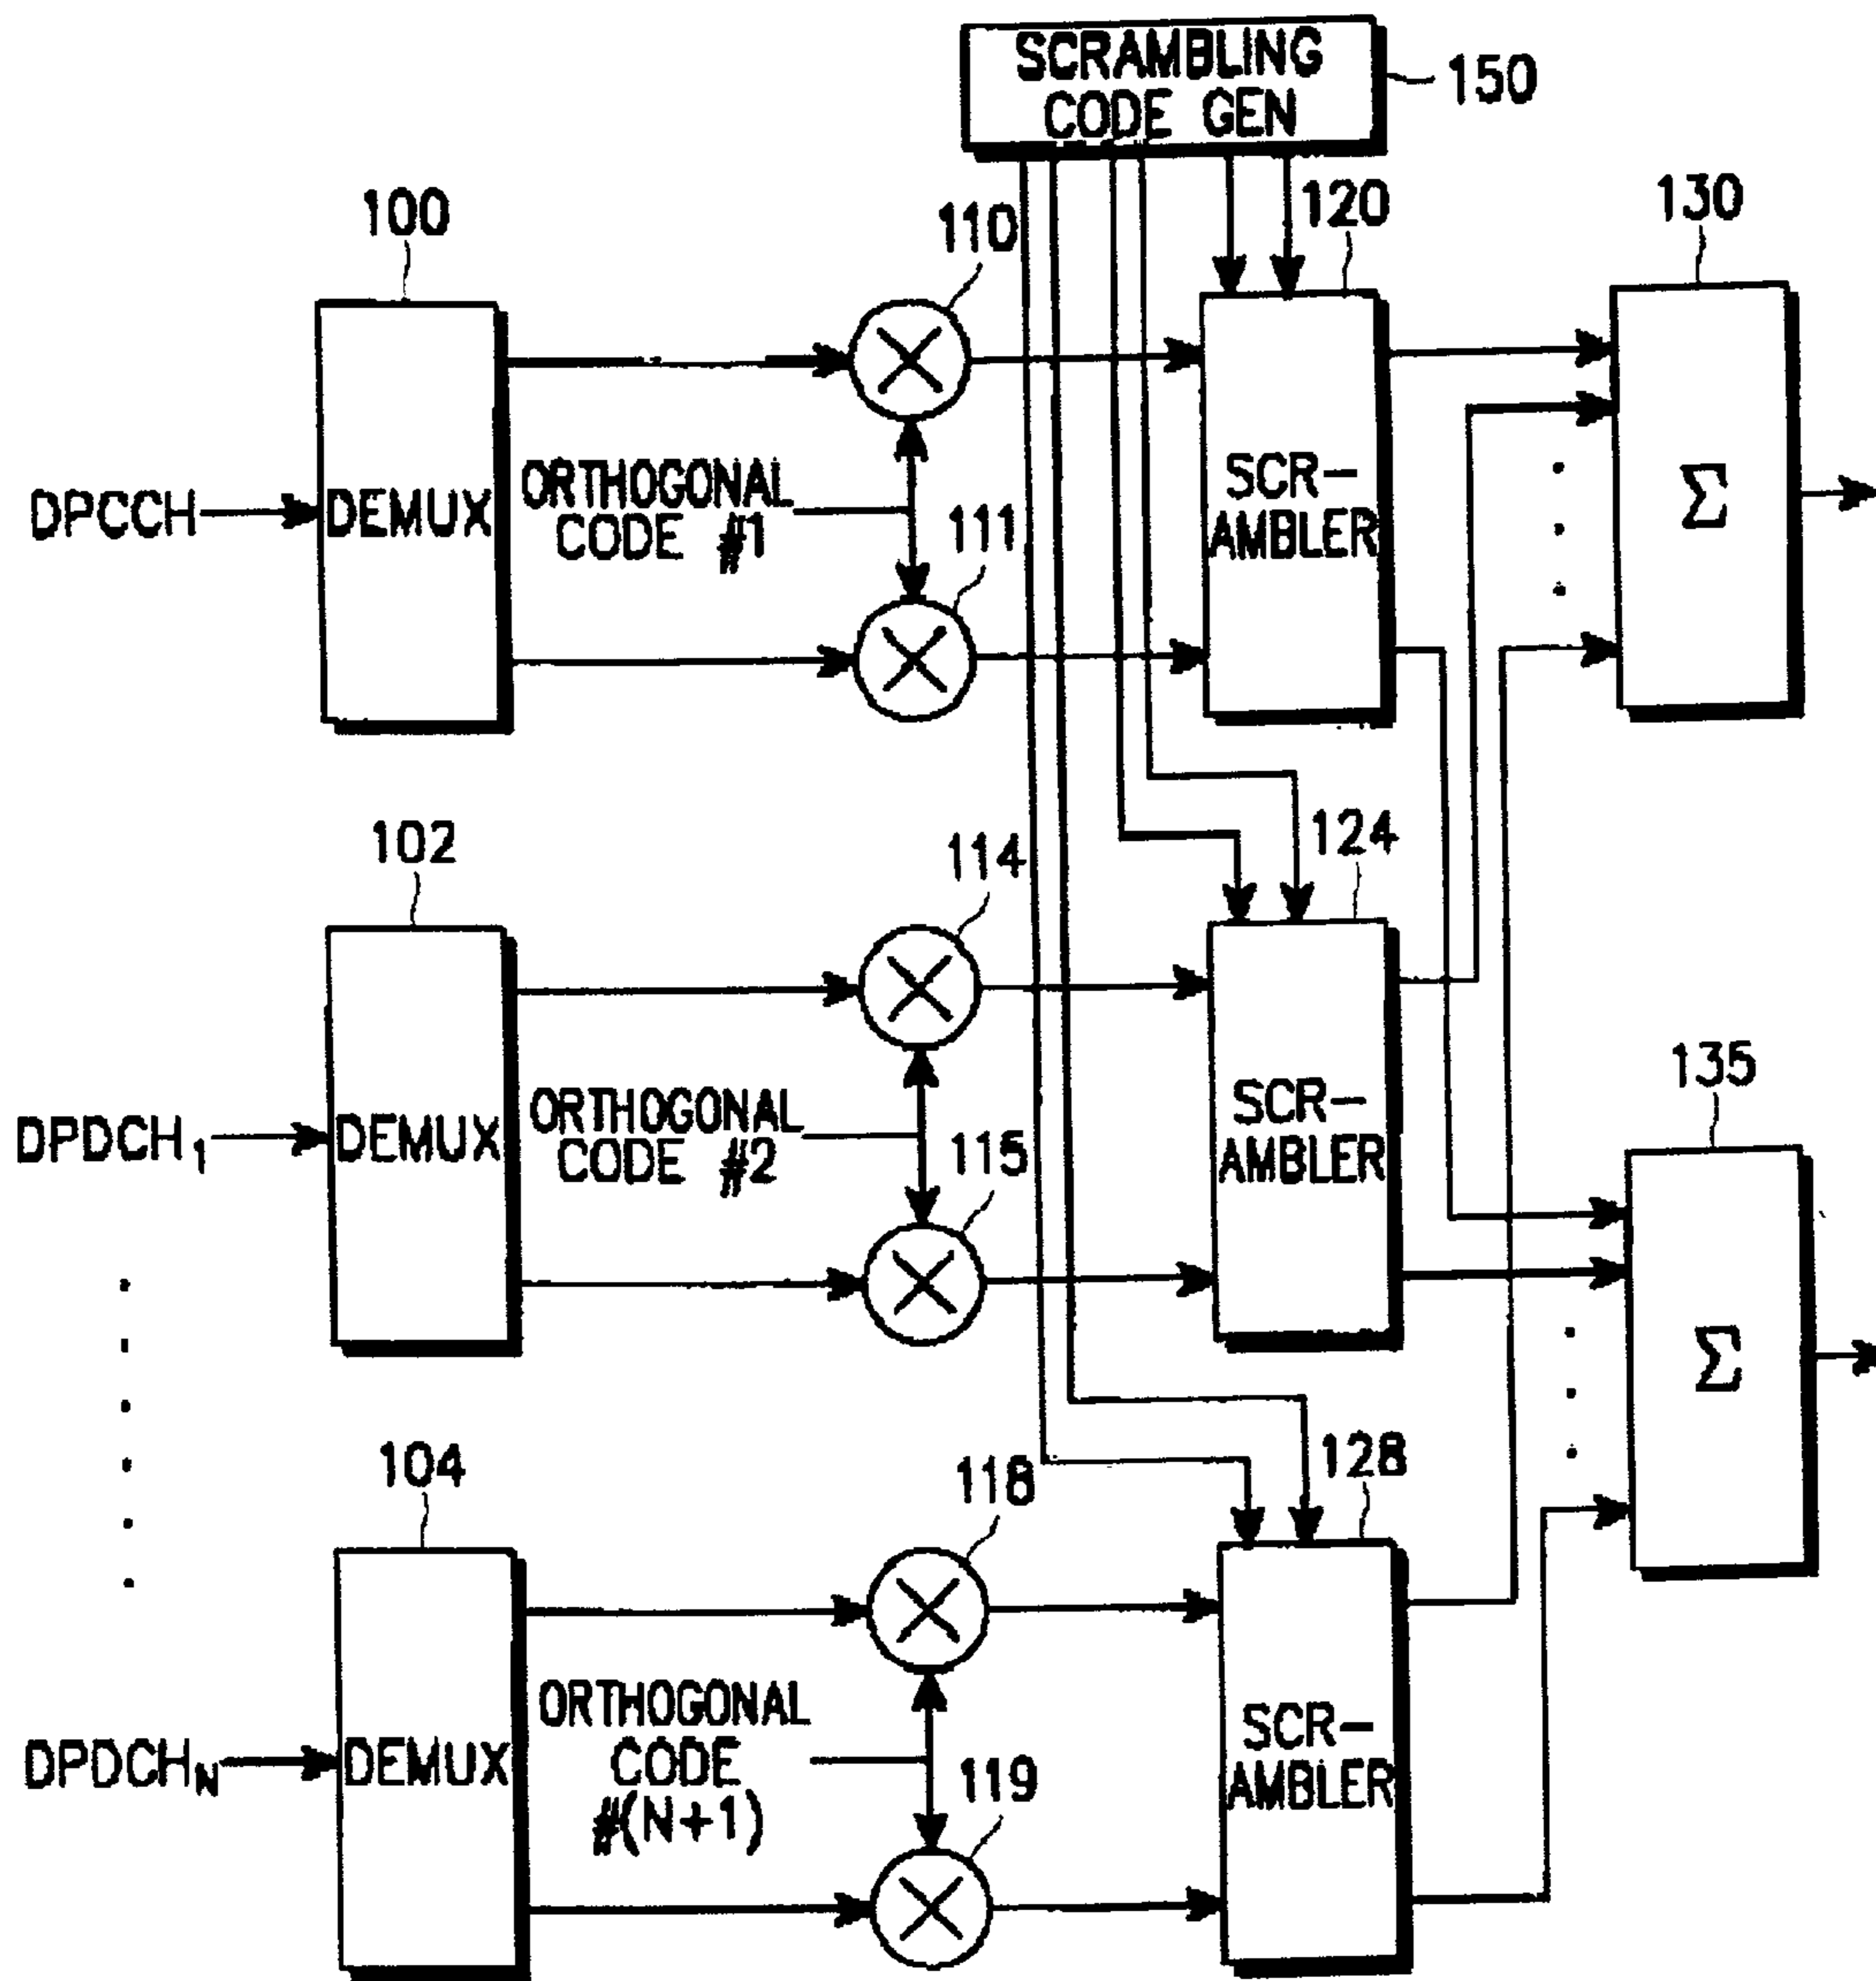 SCRAMBLING
CODE GEN
150
100
110
120
130
DPCCH
DEMUX
ORTHOGONAL
CODE #1
111
SCR-
AMBLER
Σ
102
114
124
135
DPDCH1
DEMUX
ORTHOGONAL
CODE #2
115
SCR-
AMBLER
Σ
104
118
128
DPDCHN
DEMUX
ORTHOGONAL
CODE
#(N+1)
119
SCR-
AMBLER